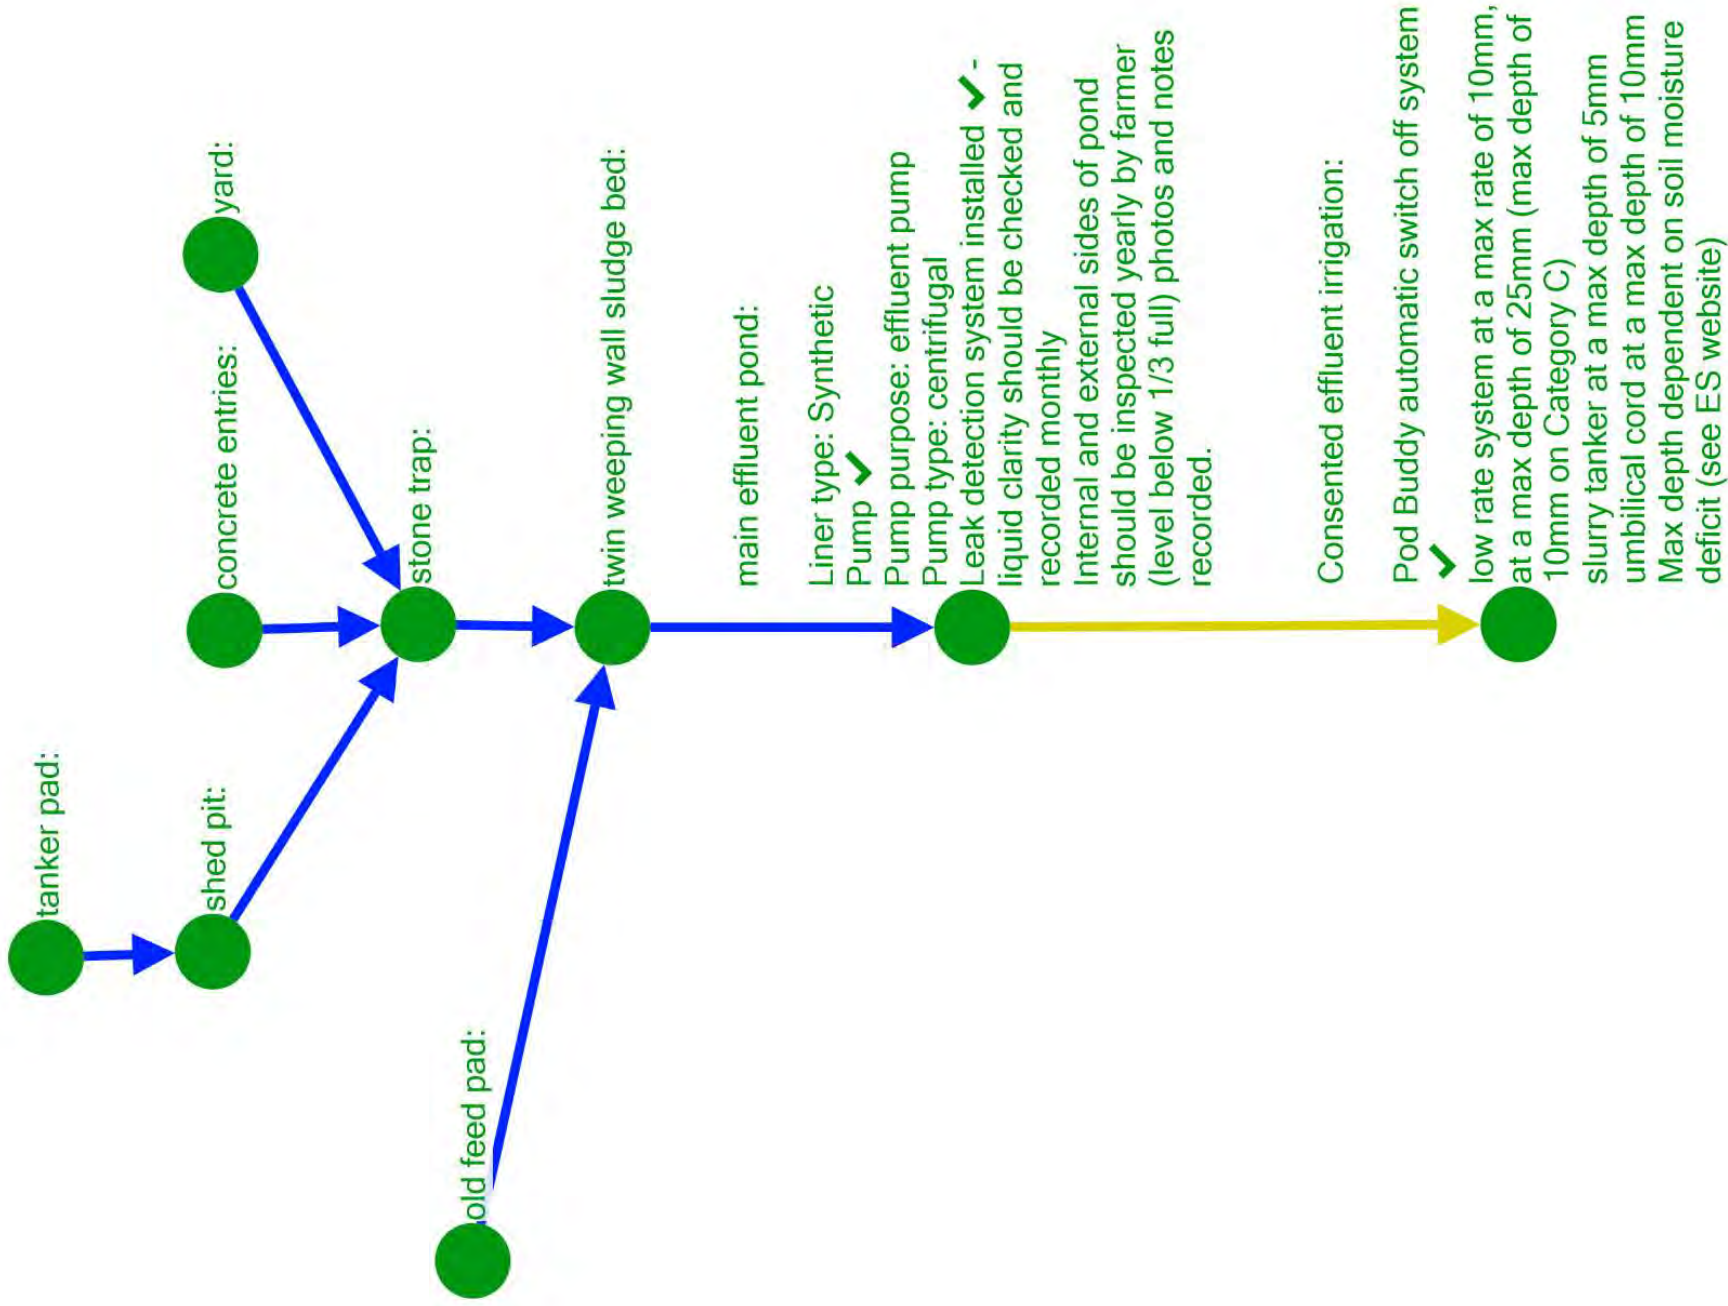 tanker pad:
shed pit:
concrete entries:
yard:
stone trap:
old feed pad:
twin weeping wall sludge bed:
main effluent pond:
Liner type: Synthetic
Pump ✔
Pump purpose: effluent pump
Pump type: centrifugal
Leak detection system installed ✔ -
liquid clarity should be checked and
recorded monthly
Internal and external sides of pond
should be inspected yearly by farmer
(level below 1/3 full) photos and notes
recorded.
Consented effluent irrigation:
Pod Buddy automatic switch off system
✔
low rate system at a max rate of 10mm,
at a max depth of 25mm (max depth of
10mm on Category C)
slurry tanker at a max depth of 5mm
umbilical cord at a max depth of 10mm
Max depth dependent on soil moisture
deficit (see ES website)